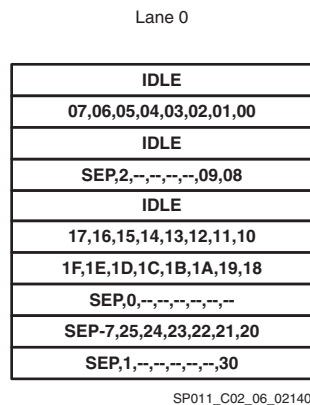 Lane 0
IDLE
07,06,05,04,03,02,01,00
IDLE
SEP,2,--,--,--,--,09,08
IDLE
17,16,15,14,13,12,11,10
1F,1E,1D,1C,1B,1A,19,18
SEP,0,--,--,--,--,--,--
SEP-7,25,24,23,22,21,20
SEP,1,--,--,--,--,--,30
SP011_C02_06_02140